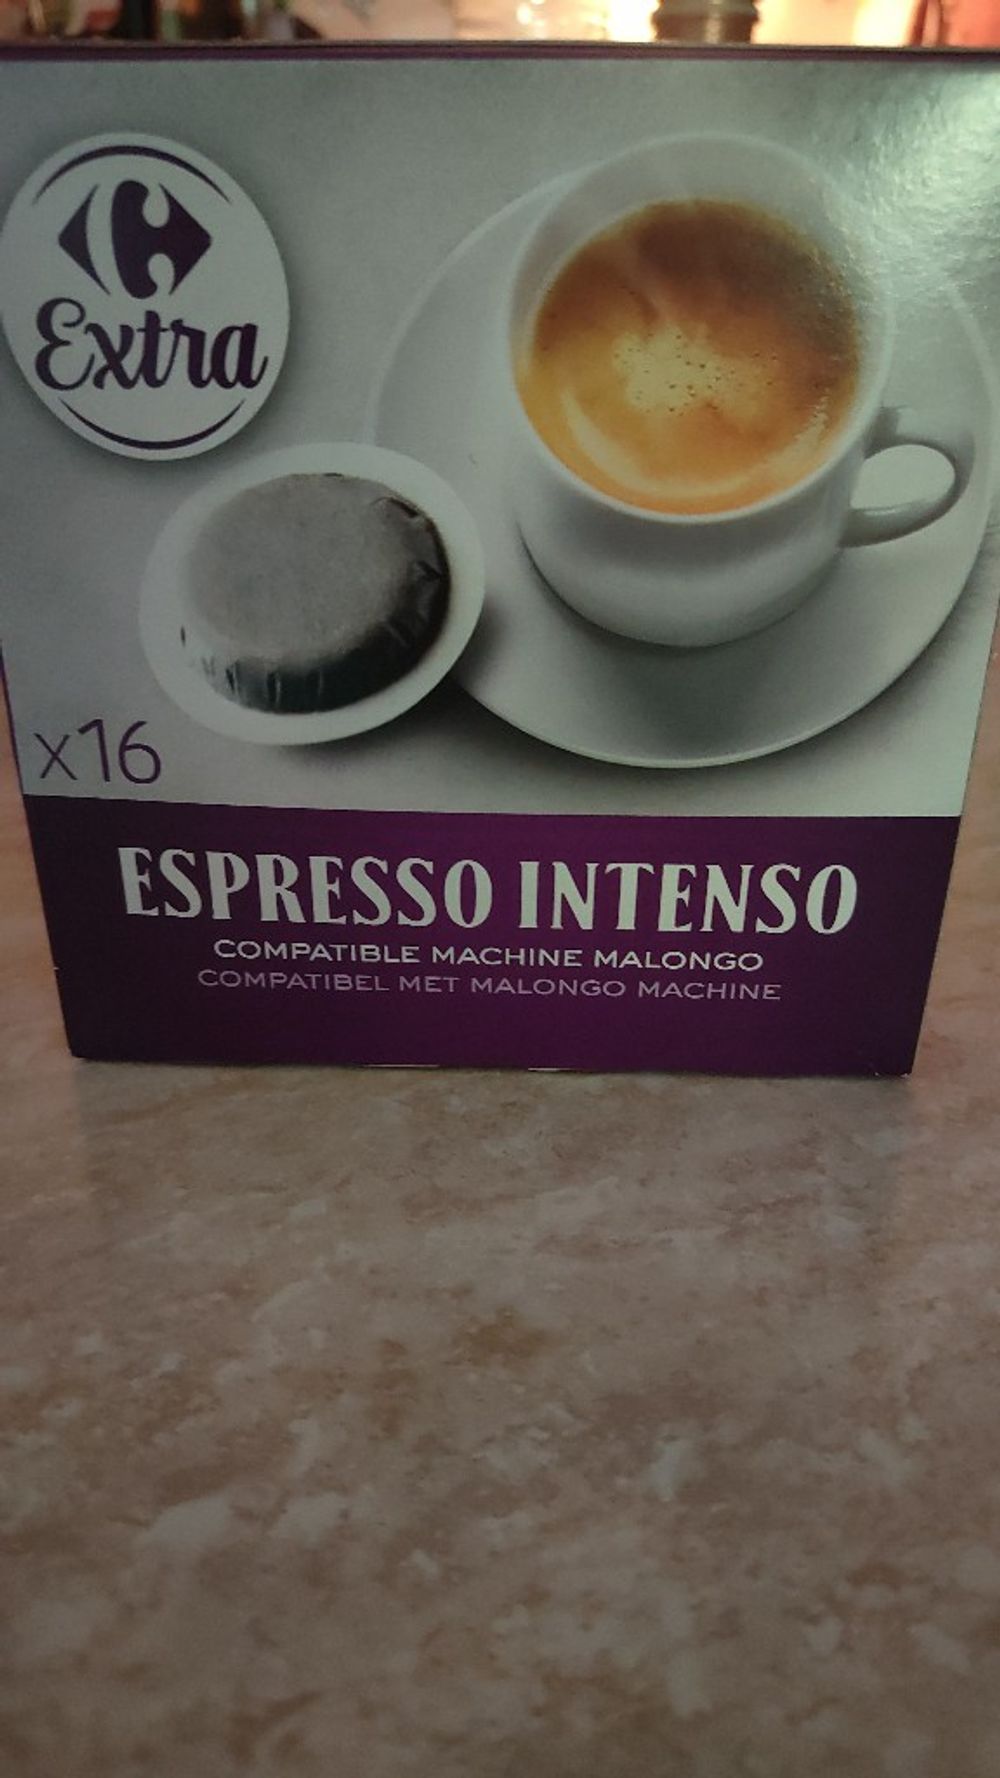 Extra
x16
ESPRESSO INTENSO
COMPATIBLE MACHINE MALONGO
COMPATIBEL MET MALONGO MACHINE